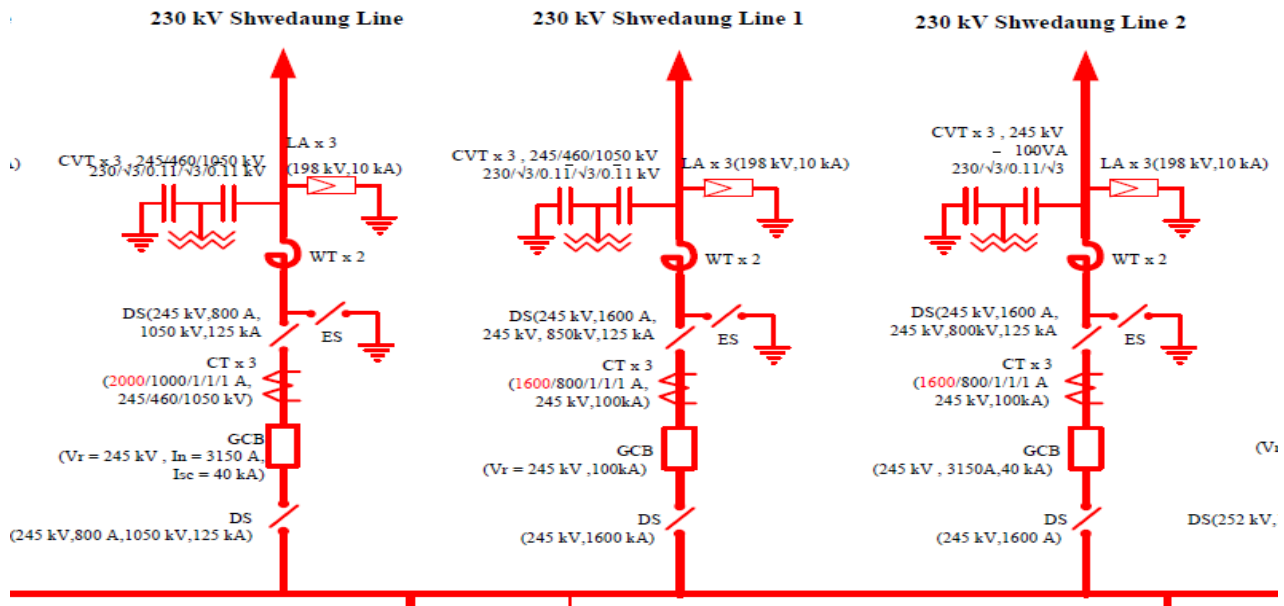 230 kV Shwedaung Line
LA x 3
(198 kV,10 kA)
CVT x 3 , 245/460/1050 kV
230/√3/0.11/√3/0.11 kV
WT x 2
DS(245 kV,800 A,
1050 kV,125 kA
ES
CT x 3
(2000/1000/1/1/1 A,
245/460/1050 kV)
GCB
(Vr = 245 kV , In = 3150 A,
Isc = 40 kA)
DS
(245 kV,800 A,1050 kV,125 kA)
230 kV Shwedaung Line 1
CVT x 3 , 245/460/1050 kV
230/√3/0.11/√3/0.11 kV
LA x 3(198 kV,10 kA)
WT x 2
DS(245 kV,1600 A,
245 kV, 850kV,125 kA
ES
CT x 3
(1600/800/1/1/1 A,
245 kV,100kA)
GCB
(Vr = 245 kV ,100kA)
DS
(245 kV,1600 kA)
230 kV Shwedaung Line 2
CVT x 3 , 245 kV
– 100VA
230/√3/0.11/√3
LA x 3(198 kV,10 kA)
WT x 2
DS(245 kV,1600 A,
245 kV,800kV,125 kA
ES
CT x 3
(1600/800/1/1/1 A
245 kV,100kA)
GCB
(245 kV , 3150A,40 kA)
DS
(245 kV,1600 A)
(Vr
DS(252 kV,